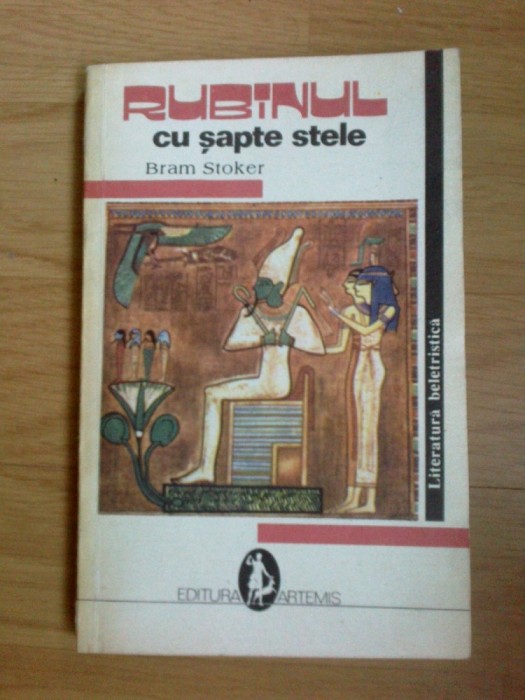 RUBINUL
cu șapte stele
Bram Stoker
Literatură beletristică
EDITURA ARTEMIS